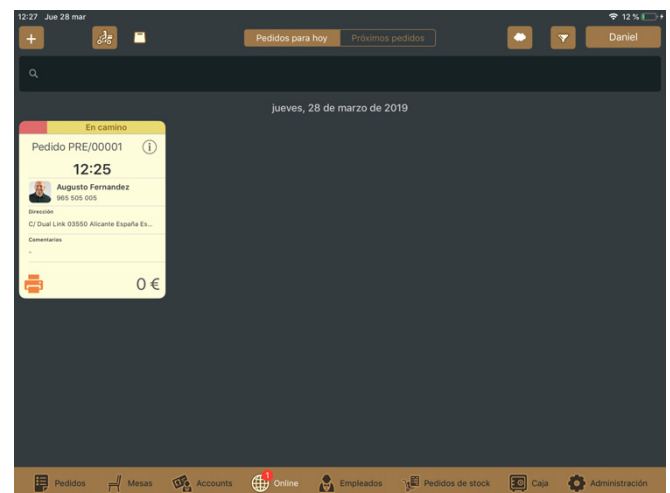 12:27 Jue 28 mar
12 %
Pedidos para hoy
Próximos pedidos
Daniel
jueves, 28 de marzo de 2019
En camino
Pedido PRE/00001
12:25
Augusto Fernandez
965 505 005
Dirección
C/ Dual Link 03550 Alicante España Es...
Comentarios
-
0 €
1
Pedidos
Mesas
Accounts
Online
Empleados
Pedidos de stock
Caja
Administración